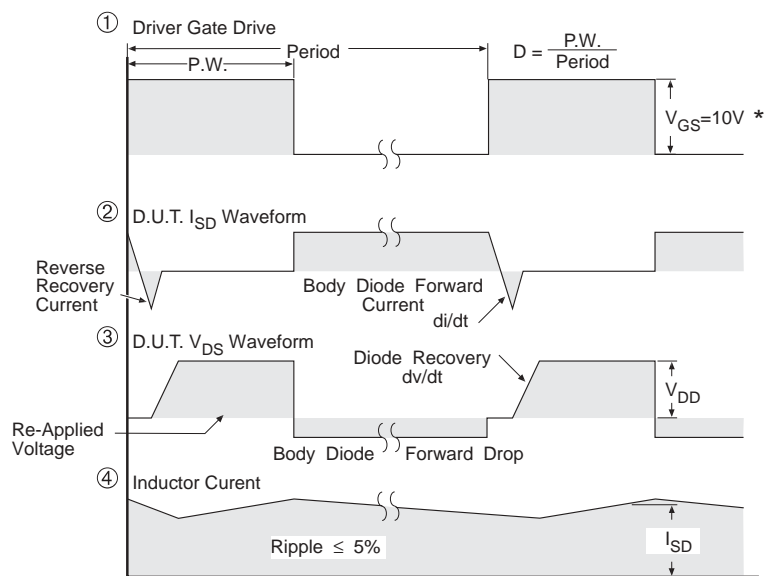 ① Driver Gate Drive
Period
P.W.
D = P.W. / Period
V_GS=10V *
② D.U.T. I_SD Waveform
Reverse
Recovery
Current
Body Diode Forward
Current
di/dt
③ D.U.T. V_DS Waveform
Diode Recovery
dv/dt
V_DD
Re-Applied
Voltage
Body Diode Forward Drop
④ Inductor Curent
Ripple ≤ 5%
I_SD